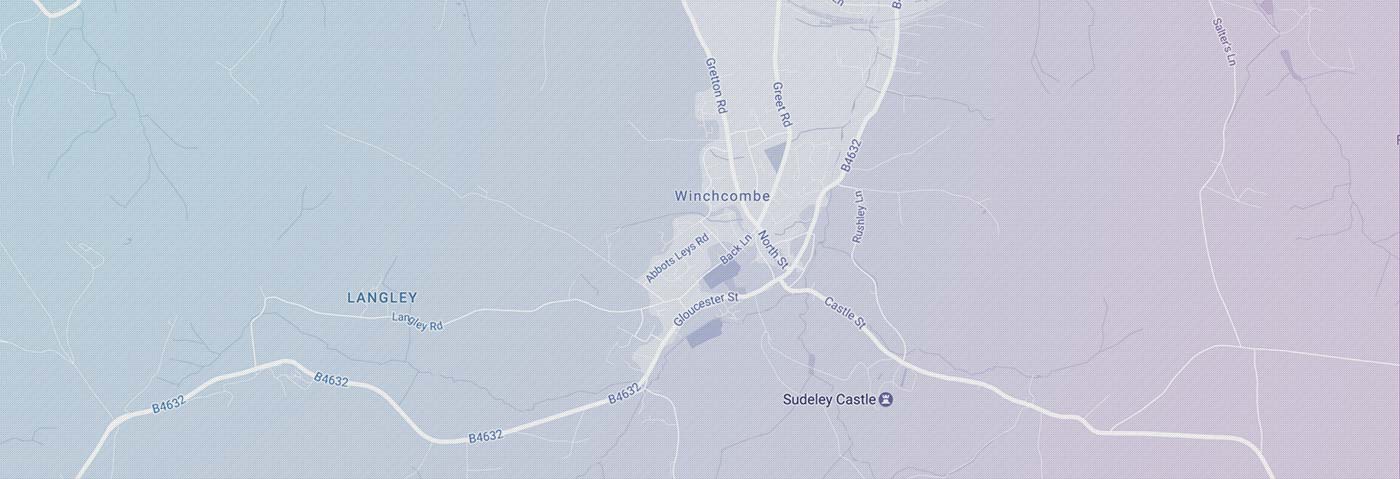 Salter's Ln
Gretton Rd
Greet Rd
B4632
Winchcombe
Rushley Ln
Abbots Leys Rd
Back Ln
North St
LANGLEY
Langley Rd
Gloucester St
Castle St
B4632
B4632
B4632
B4632
Sudeley Castle